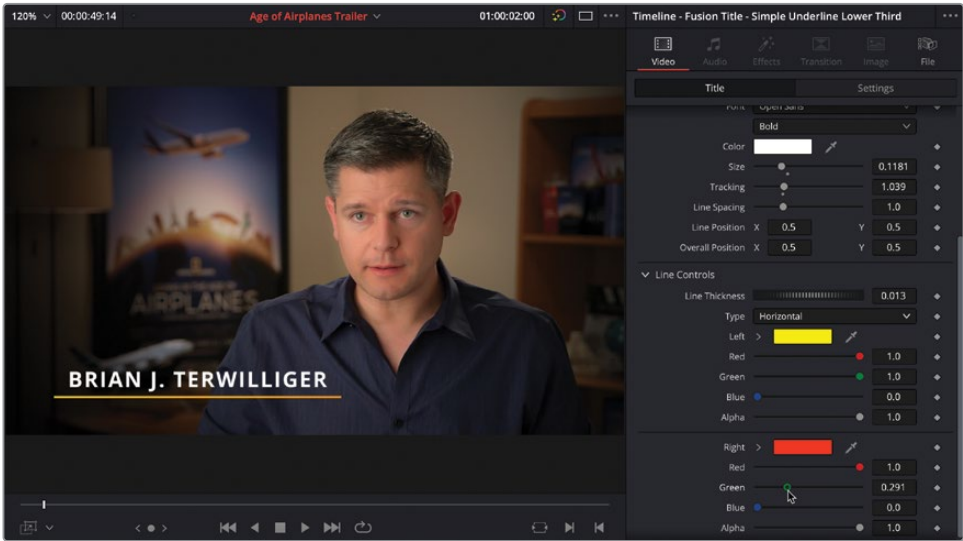 120% 00:00:49:14 Age of Airplanes Trailer 01:00:02:00
Timeline - Fusion Title - Simple Underline Lower Third
Video Audio Effects Transition Image File
Title Settings
Font Open Sans
Bold
Color
Size 0.1181
Tracking 1.039
Line Spacing 1.0
Line Position X 0.5 Y 0.5
Overall Position X 0.5 Y 0.5
Line Controls
Line Thickness 0.013
Type Horizontal
Left
Red 1.0
Green 1.0
Blue 0.0
Alpha 1.0
Right
Red 1.0
Green 0.291
Blue 0.0
Alpha 1.0
AIRPLANES
BRIAN J. TERWILLIGER